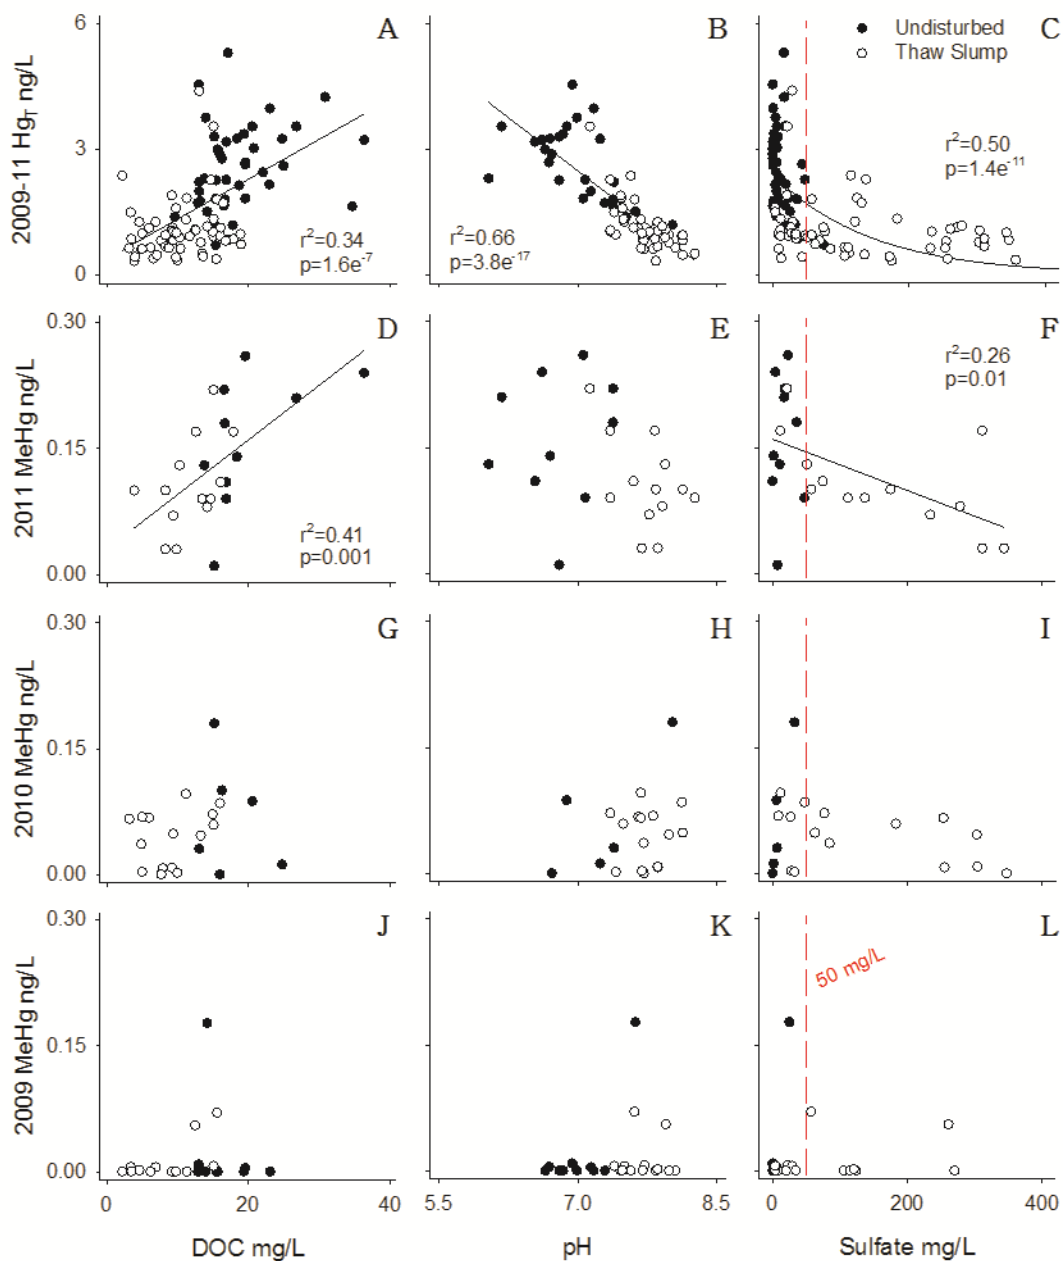 A
B
C
Undisturbed
Thaw Slump
2009-11 Hg_T ng/L
6
3
0
r²=0.34
p=1.6e⁻⁷
r²=0.66
p=3.8e⁻¹⁷
r²=0.50
p=1.4e⁻¹¹
D
E
F
2011 MeHg ng/L
0.30
0.15
0.00
r²=0.41
p=0.001
r²=0.26
p=0.01
G
H
I
2010 MeHg ng/L
0.30
0.15
0.00
J
K
L
2009 MeHg ng/L
0.30
0.15
0.00
50 mg/L
0 20 40
5.5 7.0 8.5
0 200 400
DOC mg/L
pH
Sulfate mg/L